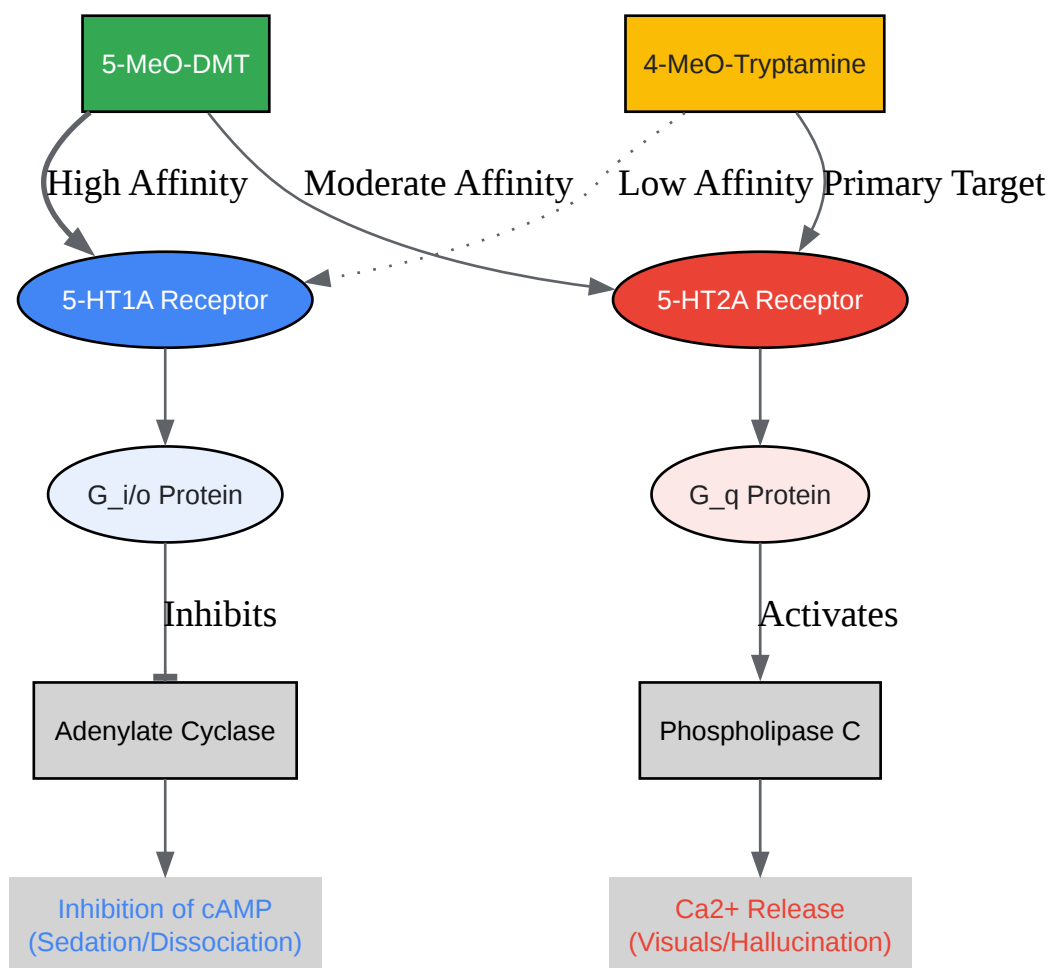 5-MeO-DMT
4-MeO-Tryptamine
High Affinity
Moderate Affinity
Low Affinity
Primary Target
5-HT1A Receptor
5-HT2A Receptor
G_i/o Protein
G_q Protein
Inhibits
Activates
Adenylate Cyclase
Phospholipase C
Inhibition of cAMP
(Sedation/Dissociation)
Ca2+ Release
(Visuals/Hallucination)